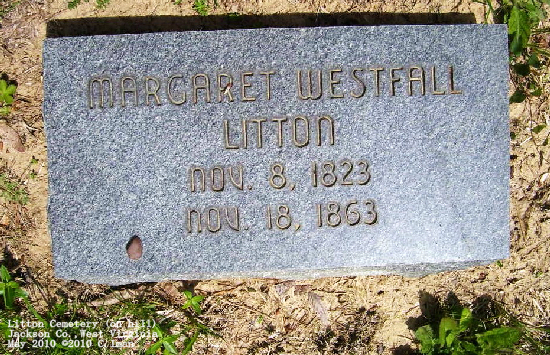 MARGARET WESTFALL
LITTON
NOV. 8, 1823
NOV. 18, 1863
Litton Cemetery (on hill)
Jackson Co., West Virginia
May 2010 ©2010 C. Iman